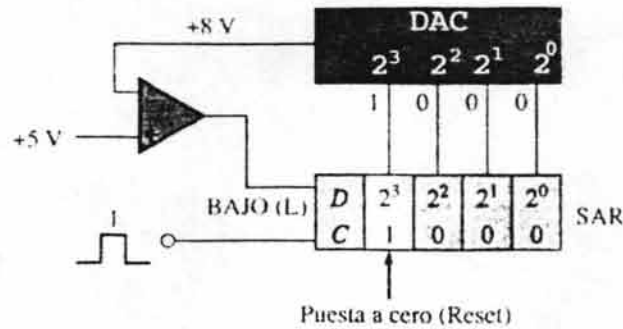 DAC
+8 V
2³ 2² 2¹ 2⁰
1 0 0 0
+5 V
BAJO (L)
D 2³ 2² 2¹ 2⁰
SAR
C 1 0 0 0
1
Puesta a cero (Reset)